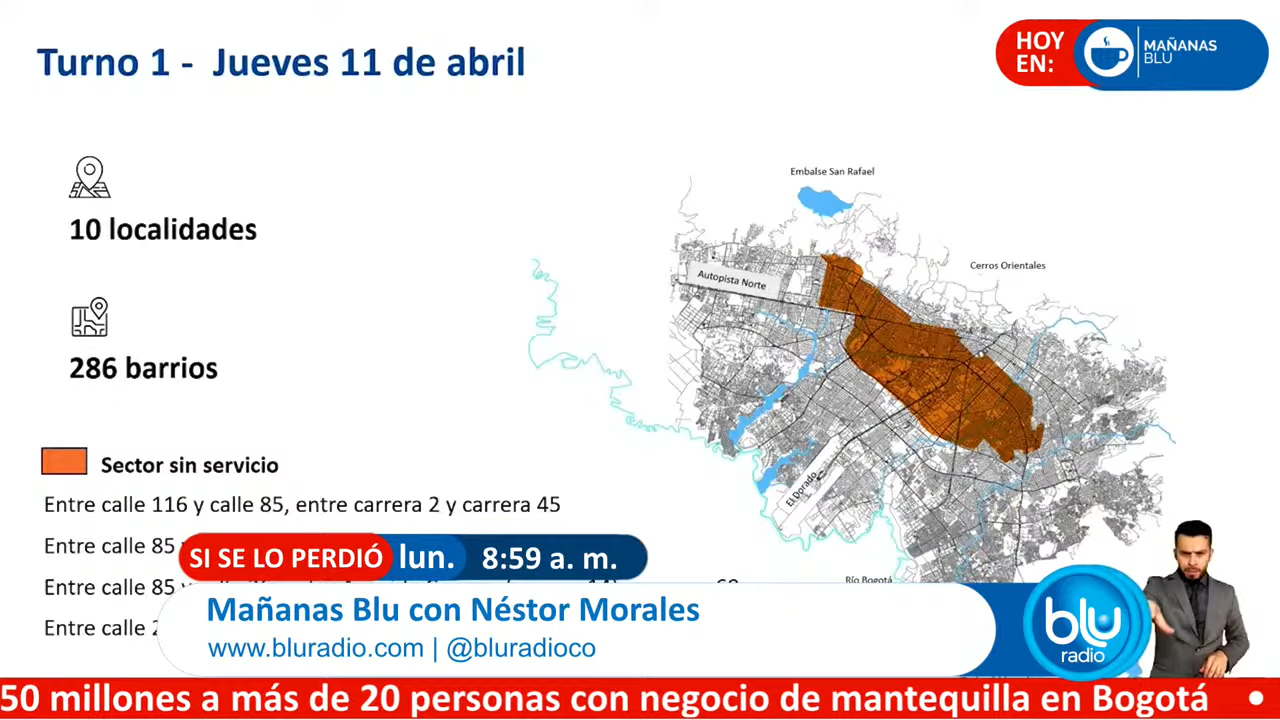 Turno 1 - Jueves 11 de abril
HOY
EN:
MAÑANAS
BLU
10 localidades
286 barrios
Embalse San Rafael
Cerros Orientales
Autopista Norte
El Dorado
Río Bogotá
Sector sin servicio
Entre calle 116 y calle 85, entre carrera 2 y carrera 45
Entre calle 85
Entre calle 85
Entre calle 2
SI SE LO PERDIÓ lun. 8:59 a. m.
Mañanas Blu con Néstor Morales
www.bluradio.com | @bluradioco
blu
radio
50 millones a más de 20 personas con negocio de mantequilla en Bogotá •